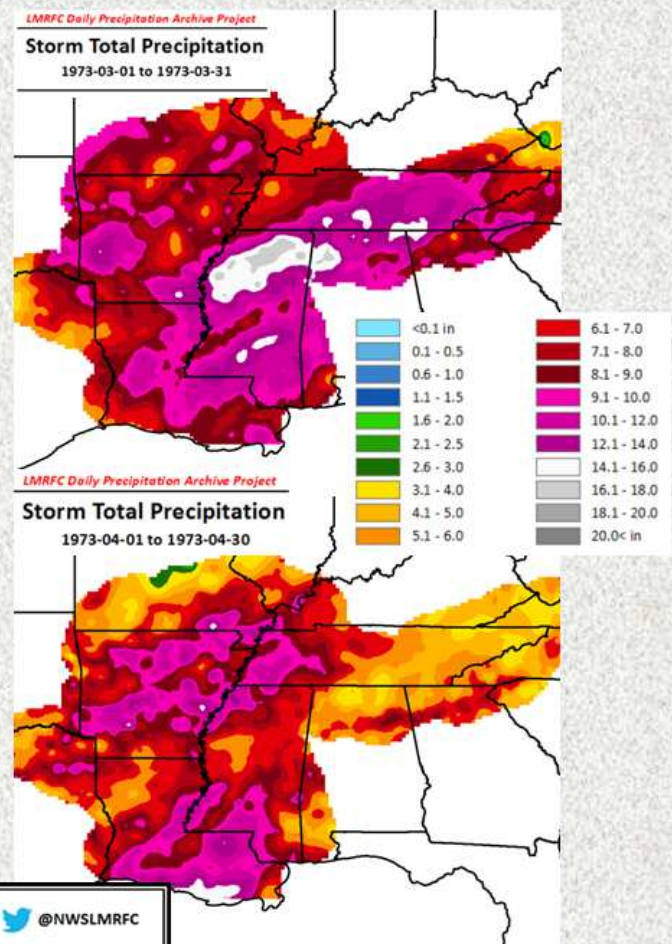 LMRFC Daily Precipitation Archive Project
Storm Total Precipitation
1973-03-01 to 1973-03-31
<0.1 in
0.1 - 0.5
0.6 - 1.0
1.1 - 1.5
1.6 - 2.0
2.1 - 2.5
2.6 - 3.0
3.1 - 4.0
4.1 - 5.0
5.1 - 6.0
6.1 - 7.0
7.1 - 8.0
8.1 - 9.0
9.1 - 10.0
10.1 - 12.0
12.1 - 14.0
14.1 - 16.0
16.1 - 18.0
18.1 - 20.0
20.0< in
LMRFC Daily Precipitation Archive Project
Storm Total Precipitation
1973-04-01 to 1973-04-30
@NWSLMRFC